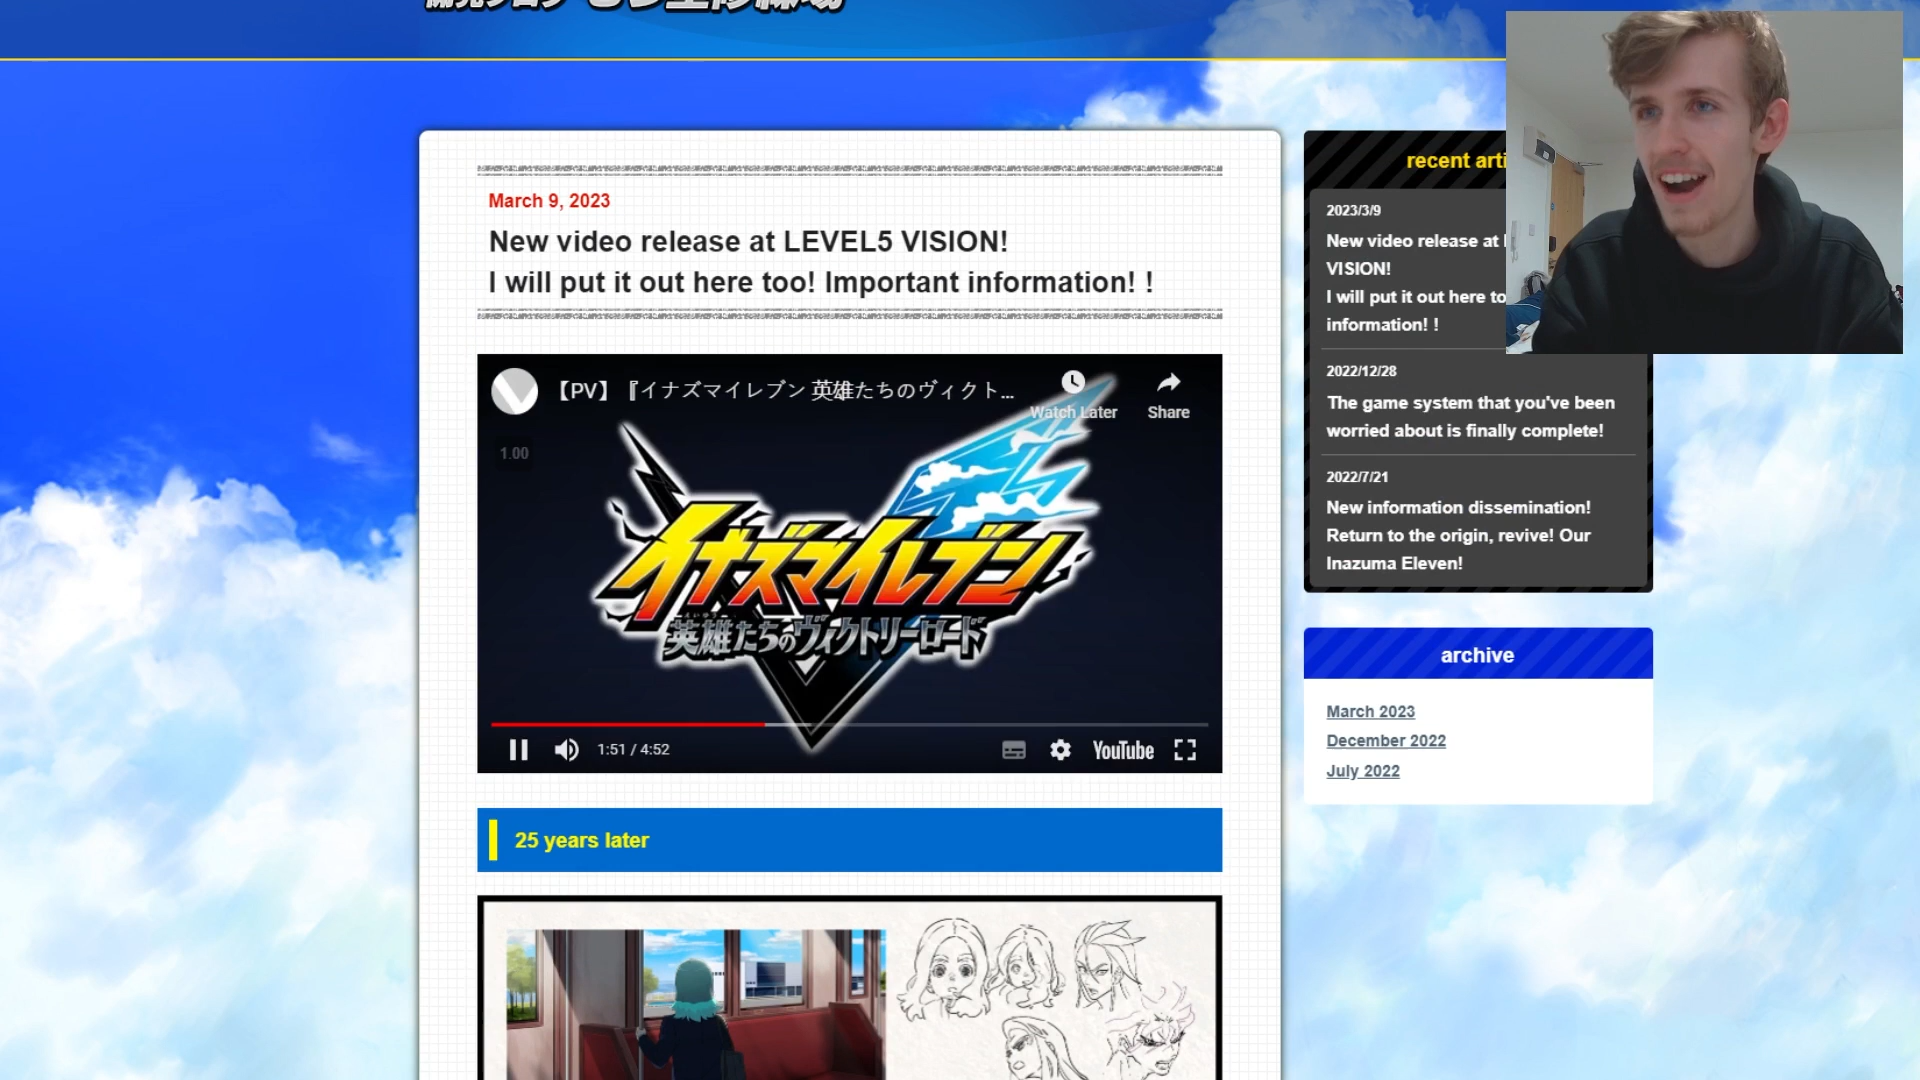 March 9, 2023
New video release at LEVEL5 VISION!
I will put it out here too! Important information! !
【PV】『イナズマイレブン 英雄たちのヴィクト...
Watch Later
Share
1.00
イナズマイレブン
英雄たちのヴィクトリーロード
1:51 / 4:52
YouTube
25 years later
recent arti
2023/3/9
New video release at
VISION!
I will put it out here to
information! !
2022/12/28
The game system that you've been
worried about is finally complete!
2022/7/21
New information dissemination!
Return to the origin, revive! Our
Inazuma Eleven!
archive
March 2023
December 2022
July 2022